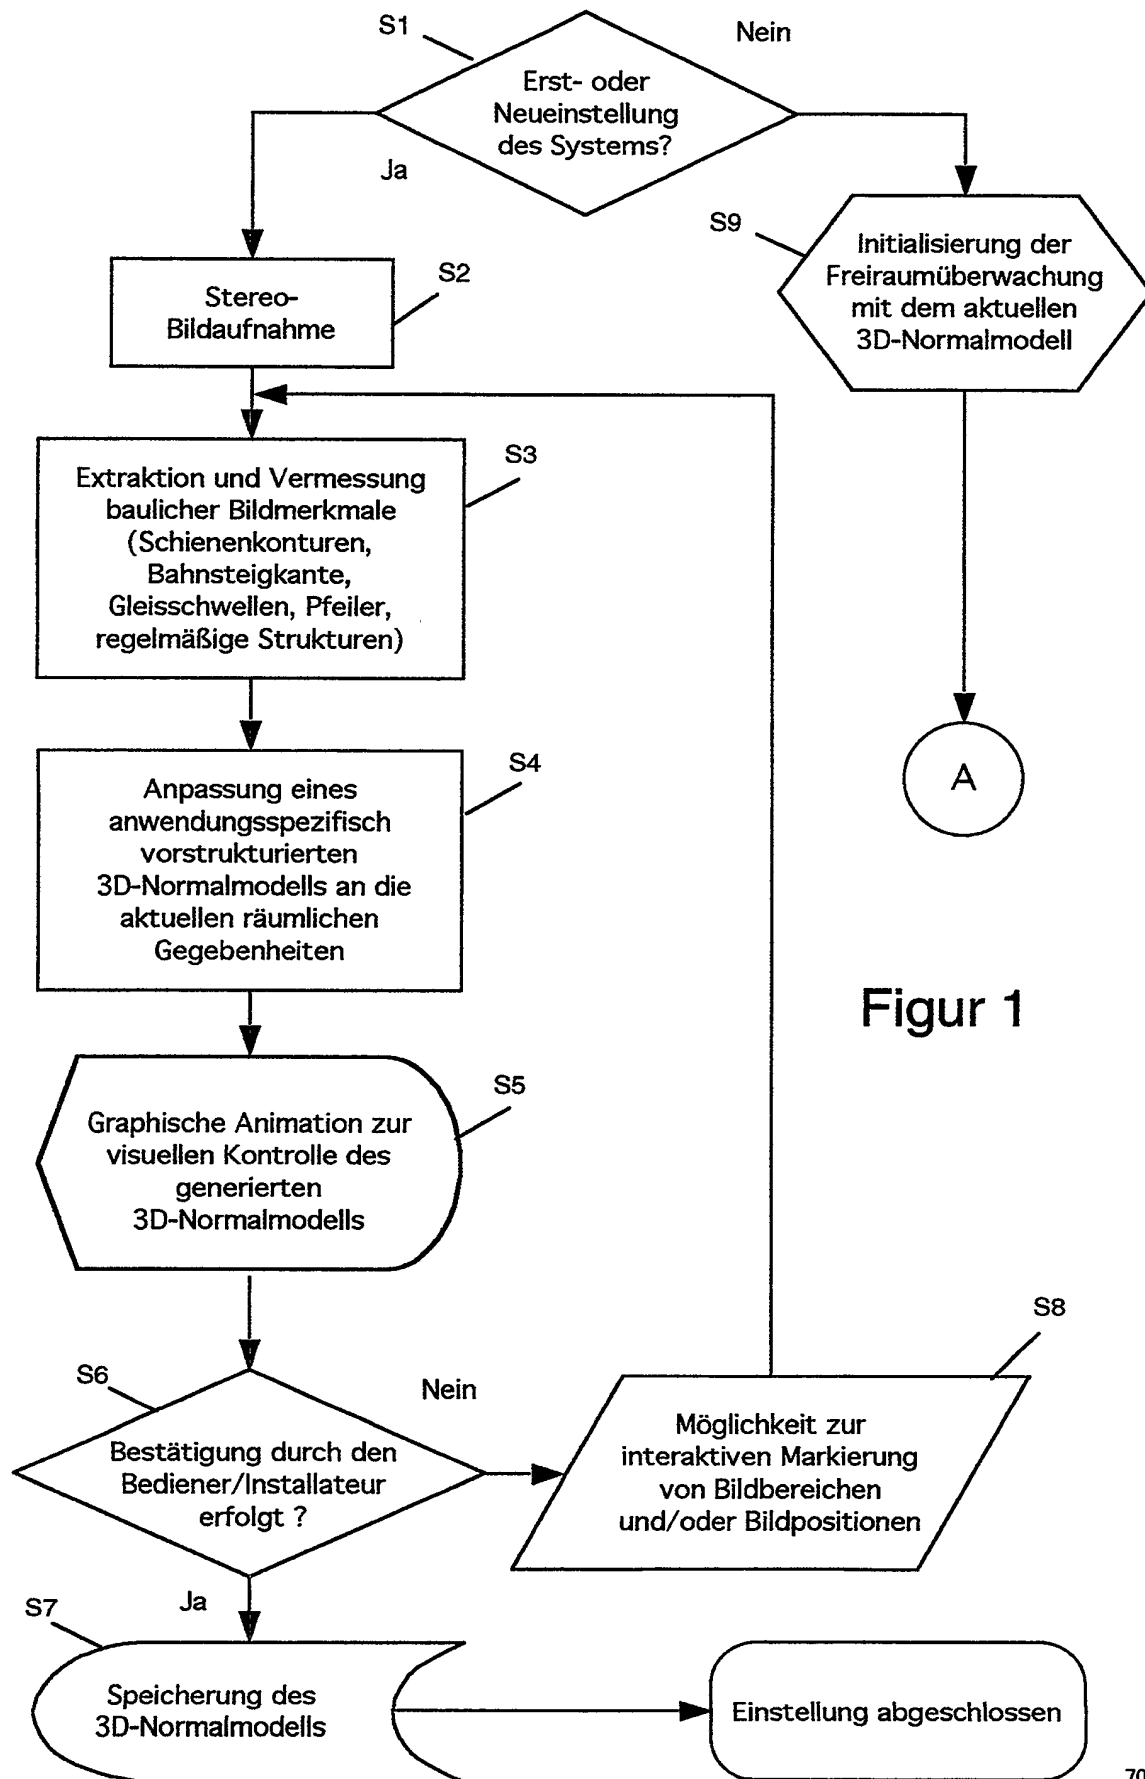 S1
Nein
Erst- oder
Neueinstellung
des Systems?
Ja
S9
Initialisierung der
Freiraumüberwachung
mit dem aktuellen
3D-Normalmodell
S2
Stereo-
Bildaufnahme
S3
Extraktion und Vermessung
baulicher Bildmerkmale
(Schienenkonturen,
Bahnsteigkante,
Gleisschwellen, Pfeiler,
regelmäßige Strukturen)
A
S4
Anpassung eines
anwendungsspezifisch
vorstrukturierten
3D-Normalmodells an die
aktuellen räumlichen
Gegebenheiten
Figur 1
S5
Graphische Animation zur
visuellen Kontrolle des
generierten
3D-Normalmodells
S6
Nein
Bestätigung durch den
Bediener/Installateur
erfolgt ?
S8
Möglichkeit zur
interaktiven Markierung
von Bildbereichen
und/oder Bildpositionen
Ja
S7
Speicherung des
3D-Normalmodells
Einstellung abgeschlossen